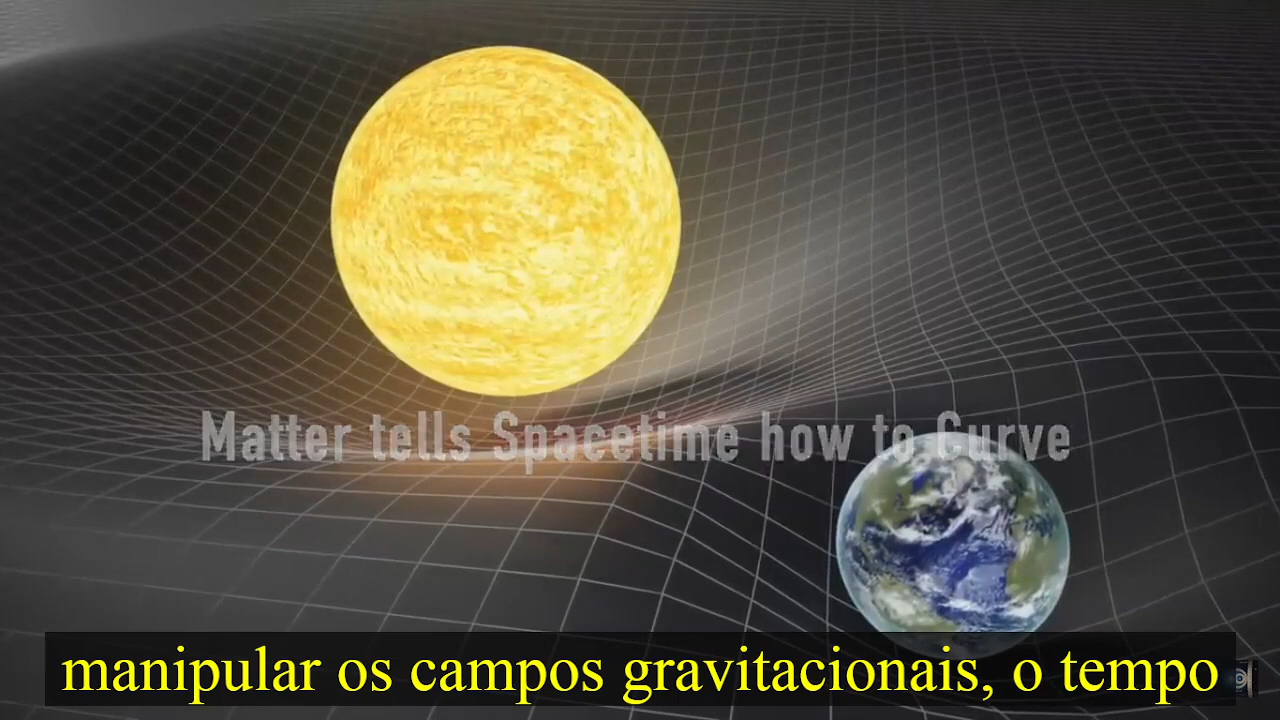 Matter tells Spacetime how to Curve
manipular os campos gravitacionais, o tempo